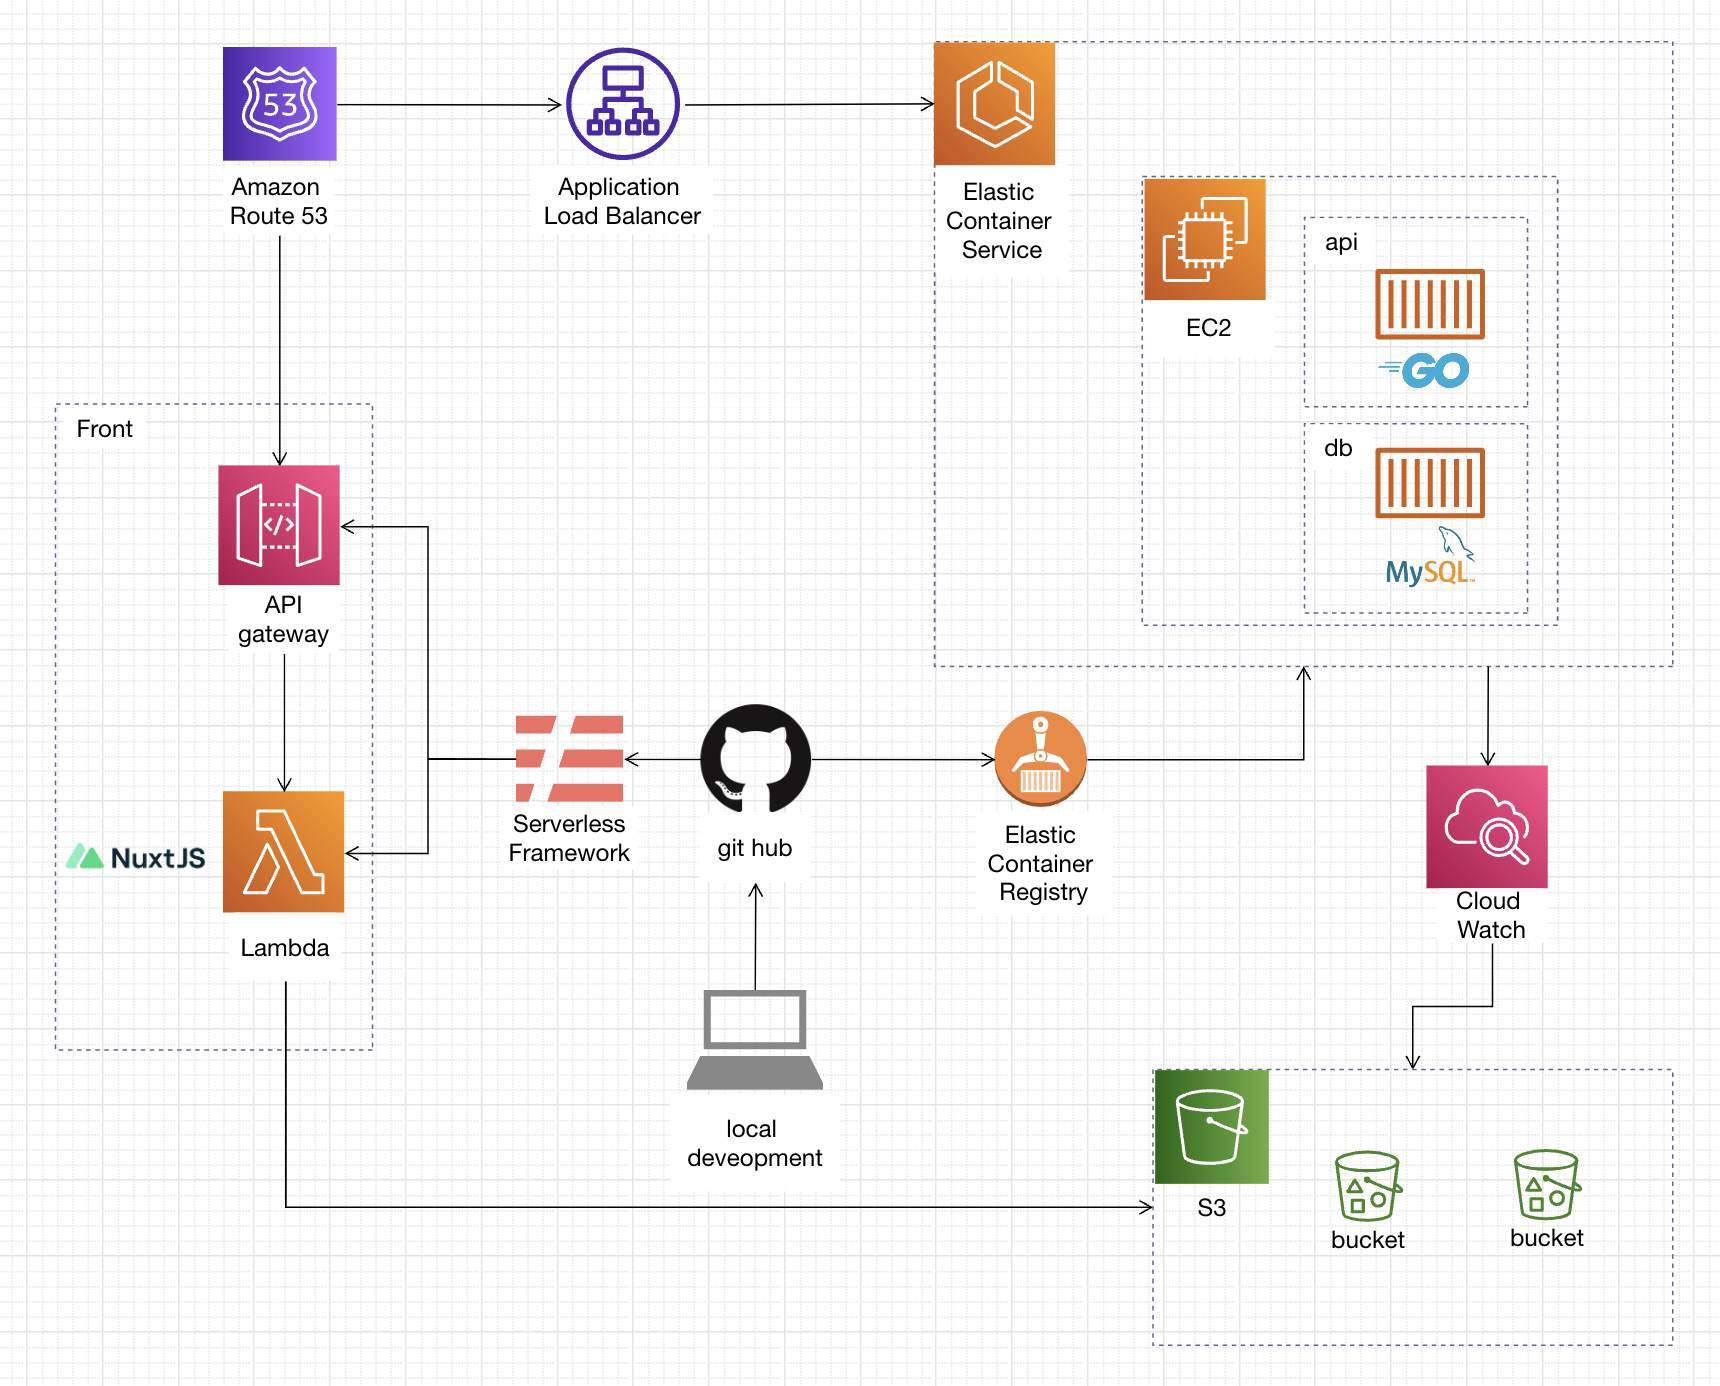 53
Amazon
Route 53
Application
Load Balancer
Elastic
Container
Service
EC2
api
GO
db
MySQL™
Front
</>
API
gateway
NuxtJS
Lambda
Serverless
Framework
git hub
Elastic
Container
Registry
Cloud
Watch
local
deveopment
S3
bucket
bucket